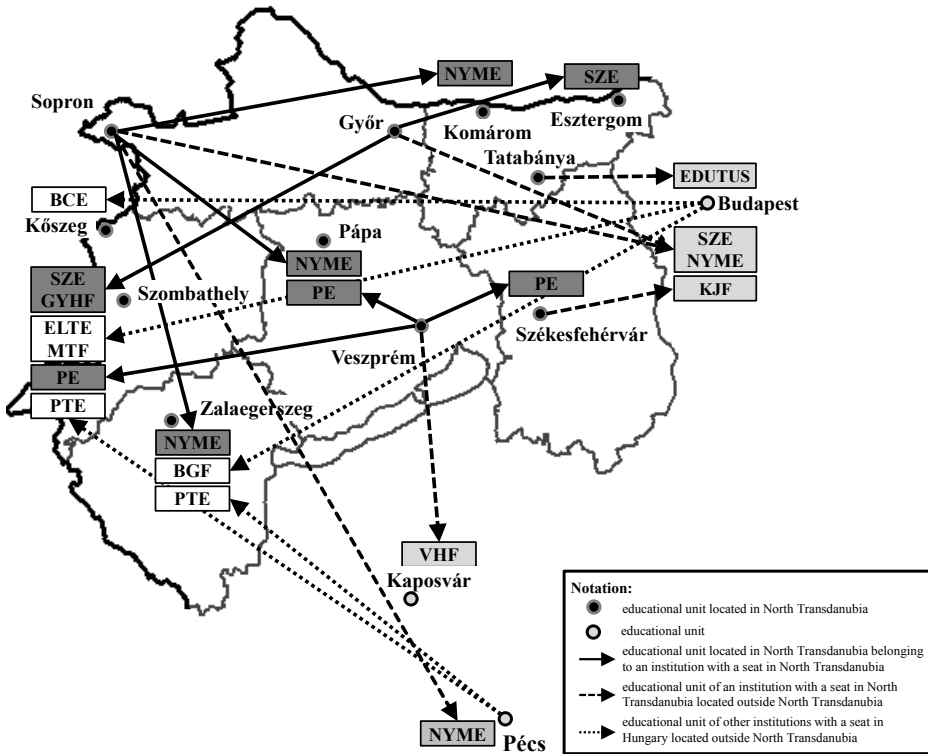 NYME
SZE
Sopron
Győr
Komárom
Esztergom
Tatabánya
EDUTUS
BCE
Budapest
Kőszeg
Pápa
SZE
NYME
NYME
SZE
GYHF
Szombathely
PE
PE
KJF
ELTE
MTF
Székesfehérvár
Veszprém
PE
PTE
Zalaegerszeg
NYME
BGF
PTE
VHF
Kaposvár
NYME
Pécs
Notation:
educational unit located in North Transdanubia
educational unit
educational unit located in North Transdanubia belonging
to an institution with a seat in North Transdanubia
educational unit of an institution with a seat in North
Transdanubia located outside North Transdanubia
educational unit of other institutions with a seat in
Hungary located outside North Transdanubia